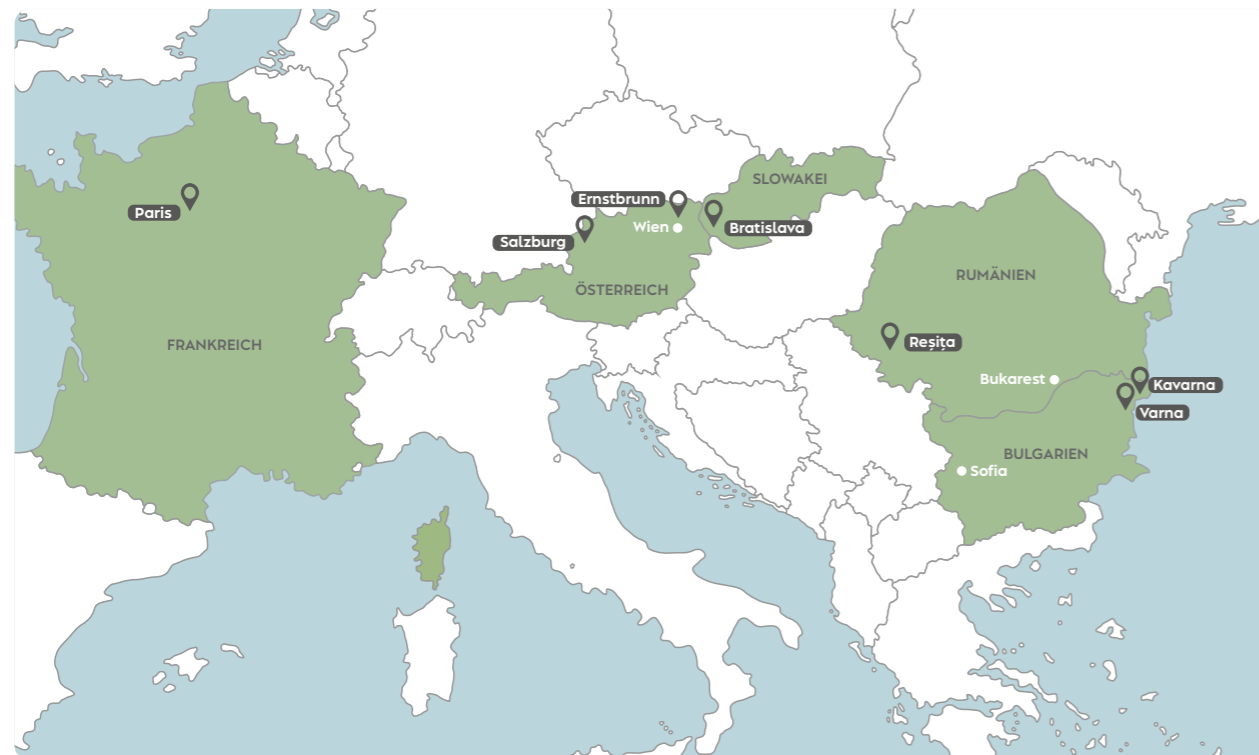 SLOWAKEI
Ernstbrunn
Paris
Wien
Bratislava
Salzburg
RUMÄNIEN
ÖSTERREICH
FRANKREICH
Reșița
Bukarest
Kavarna
Varna
BULGARIEN
Sofia